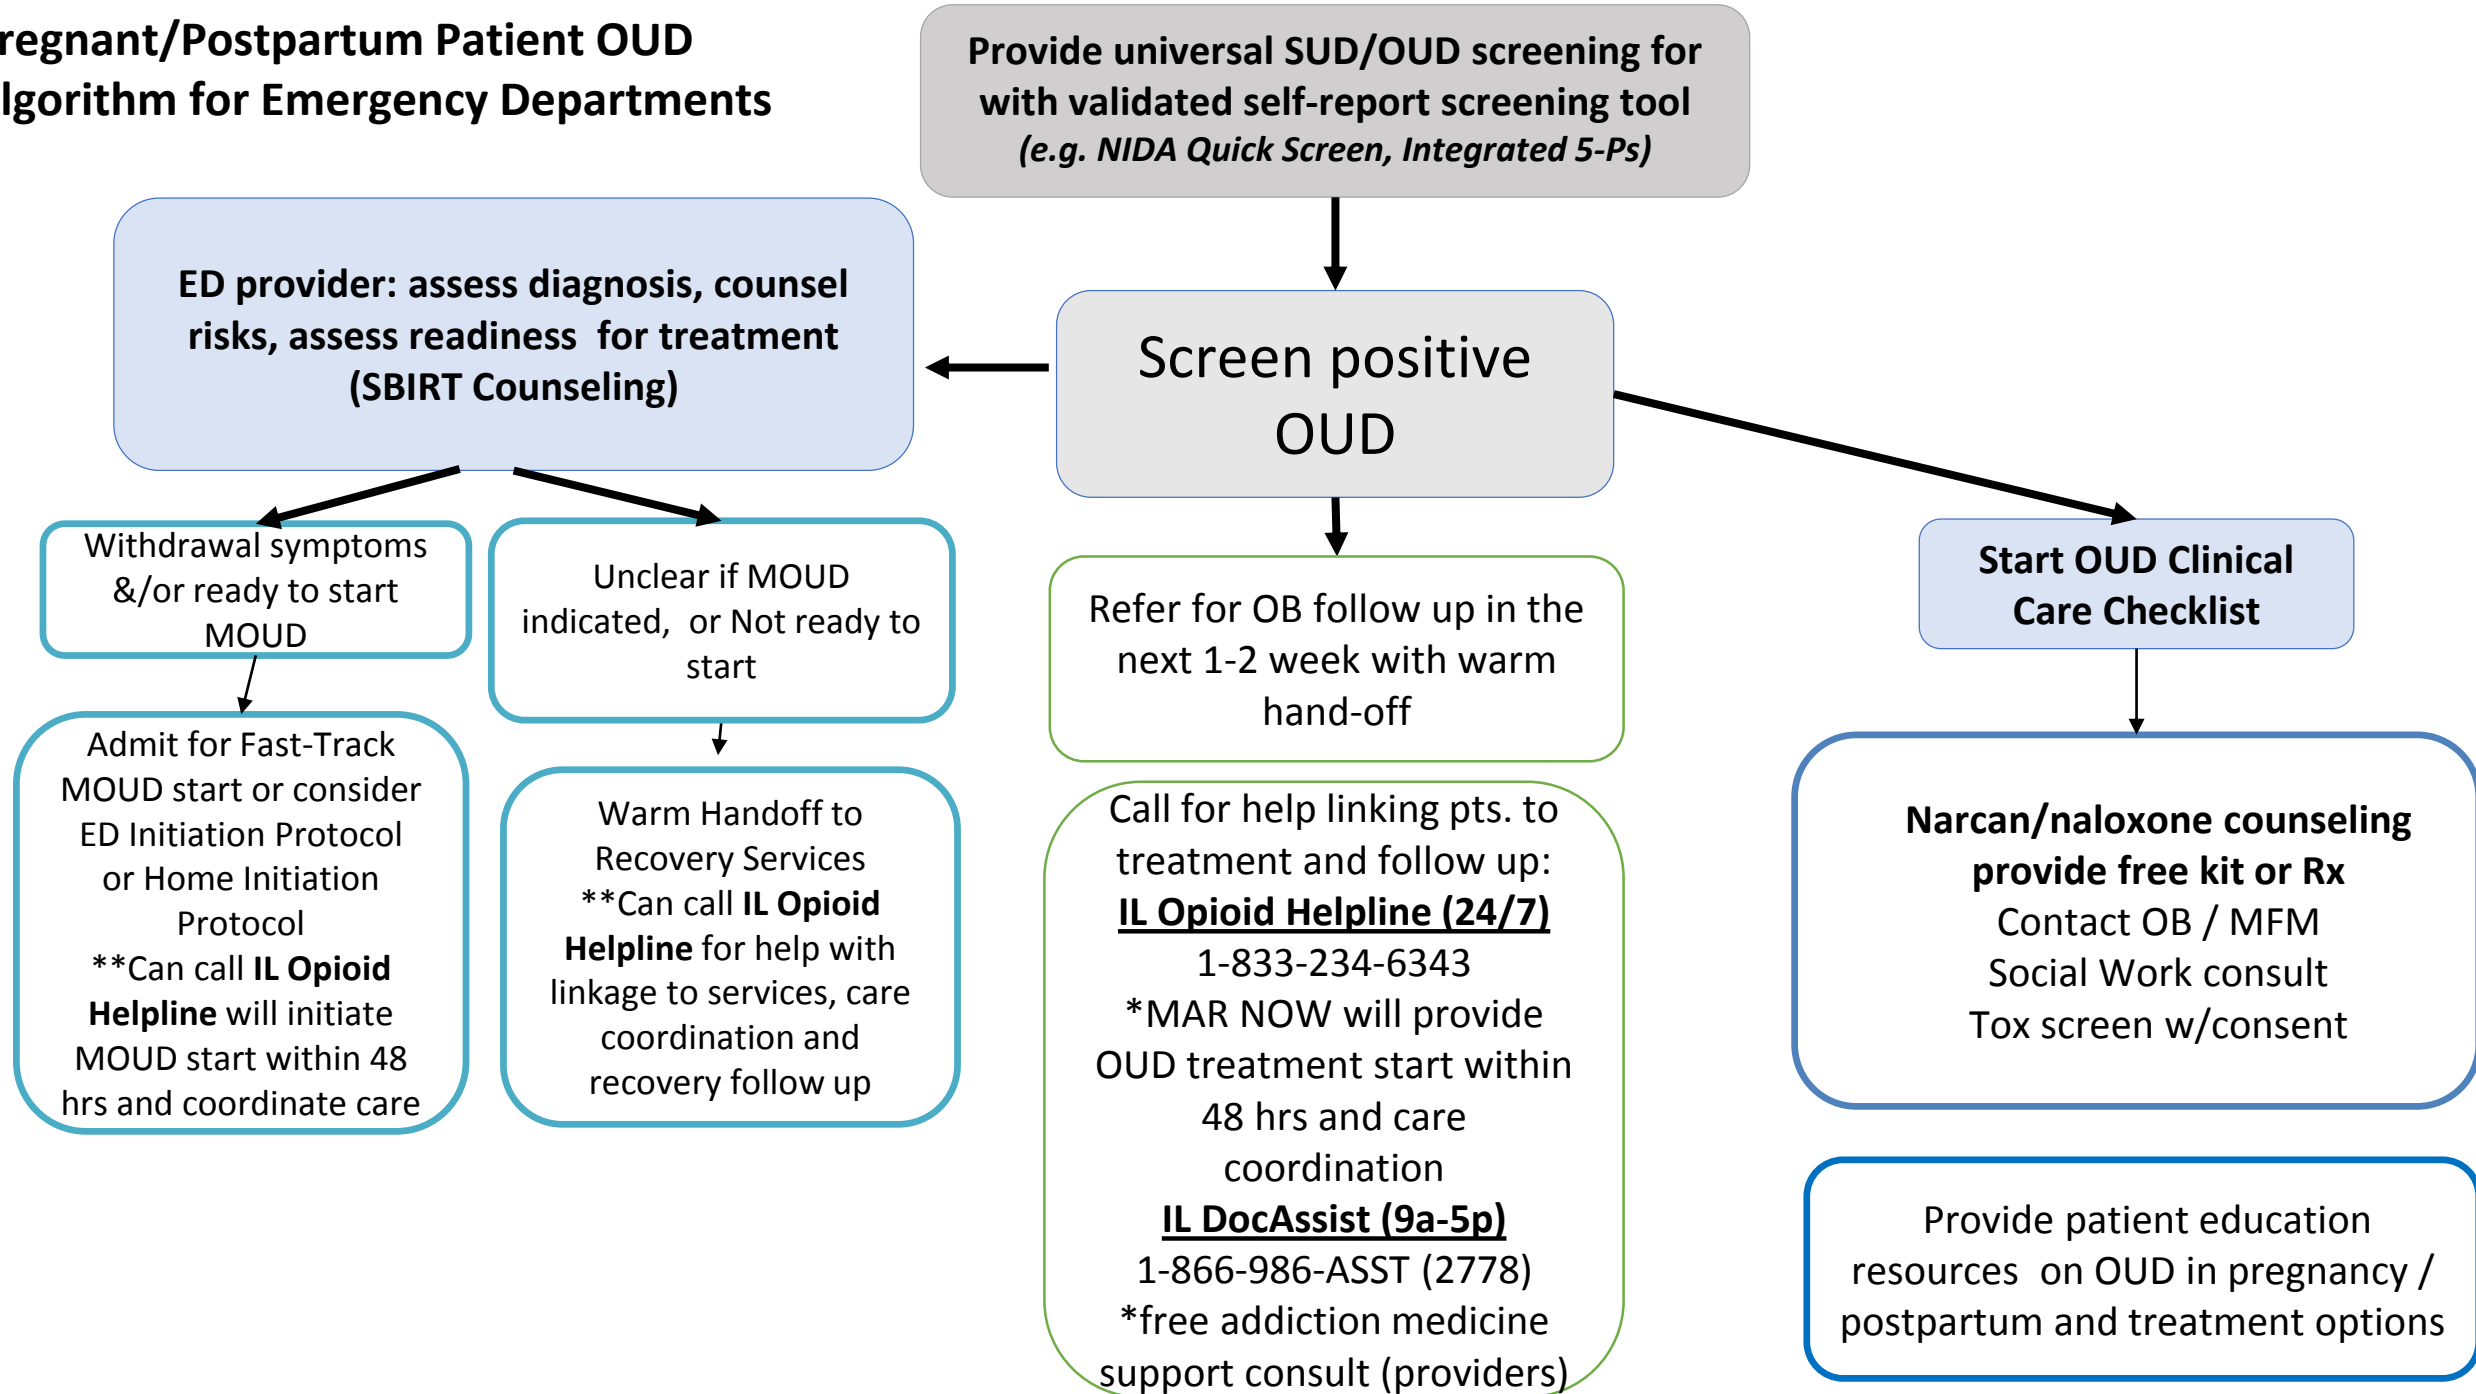 regnant/Postpartum Patient OUD
lgorithm for Emergency Departments
Provide universal SUD/OUD screening for
with validated self-report screening tool
(e.g. NIDA Quick Screen, Integrated 5-Ps)
ED provider: assess diagnosis, counsel
risks, assess readiness for treatment
(SBIRT Counseling)
Screen positive
OUD
Withdrawal symptoms
&/or ready to start
MOUD
Unclear if MOUD
indicated, or Not ready to
start
Refer for OB follow up in the
next 1-2 week with warm
hand-off
Start OUD Clinical
Care Checklist
Admit for Fast-Track
MOUD start or consider
ED Initiation Protocol
or Home Initiation
Protocol
**Can call IL Opioid
Helpline will initiate
MOUD start within 48
hrs and coordinate care
Warm Handoff to
Recovery Services
**Can call IL Opioid
Helpline for help with
linkage to services, care
coordination and
recovery follow up
Call for help linking pts. to
treatment and follow up:
IL Opioid Helpline (24/7)
1-833-234-6343
*MAR NOW will provide
OUD treatment start within
48 hrs and care
coordination
IL DocAssist (9a-5p)
1-866-986-ASST (2778)
*free addiction medicine
support consult (providers)
Narcan/naloxone counseling
provide free kit or Rx
Contact OB / MFM
Social Work consult
Tox screen w/consent
Provide patient education
resources on OUD in pregnancy /
postpartum and treatment options